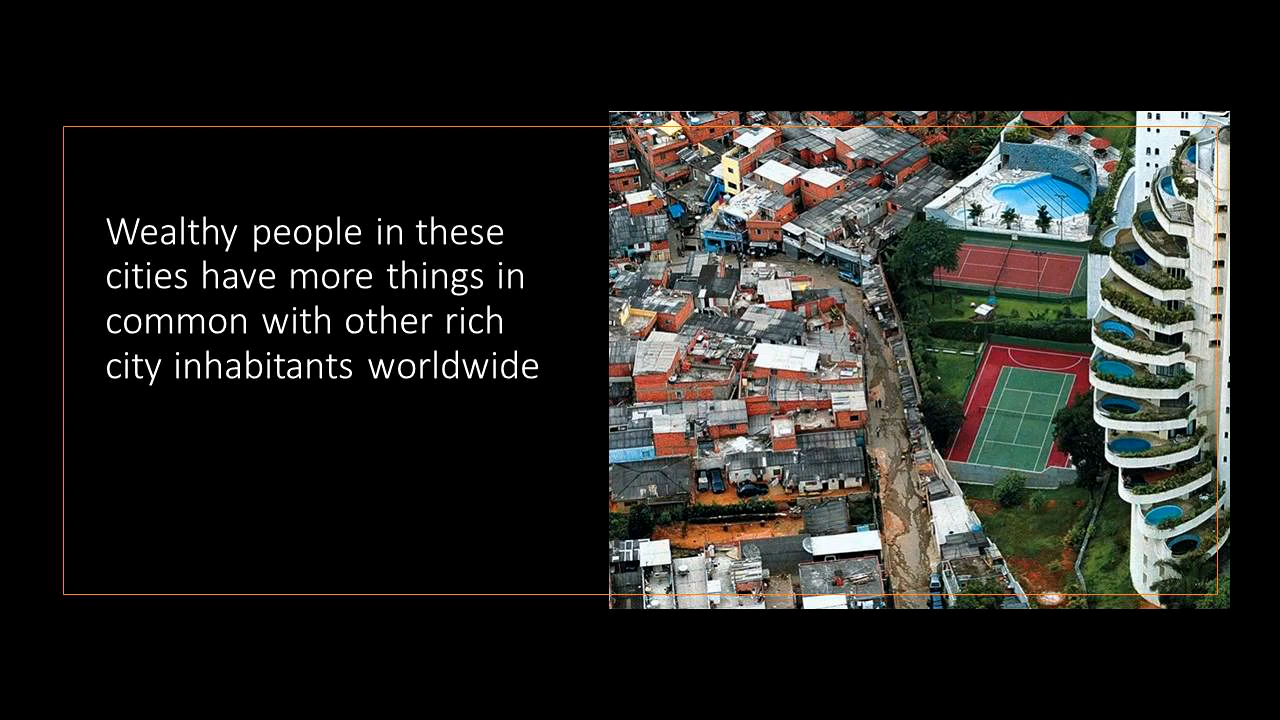 Wealthy people in these
cities have more things in
common with other rich
city inhabitants worldwide